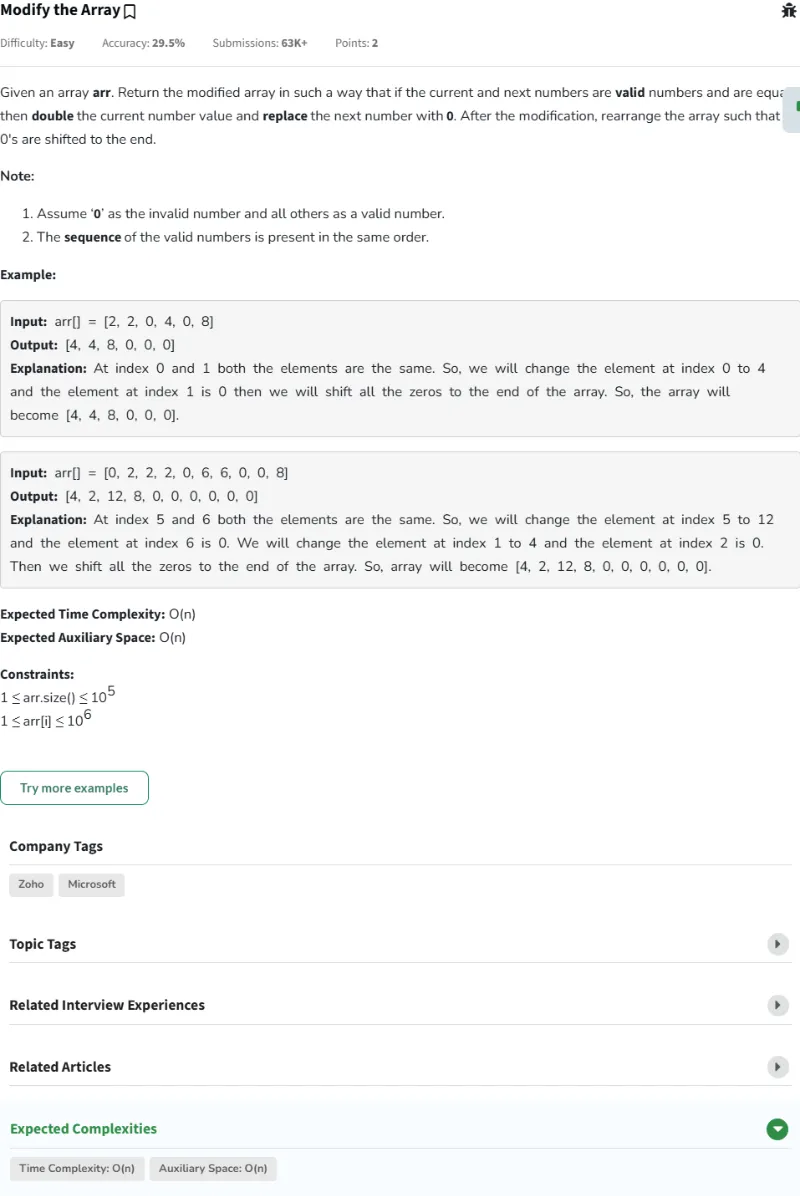 Modify the Array
Difficulty: Easy Accuracy: 29.5% Submissions: 63K+ Points: 2
Given an array arr. Return the modified array in such a way that if the current and next numbers are valid numbers and are equa
then double the current number value and replace the next number with 0. After the modification, rearrange the array such that
0's are shifted to the end.
Note:
1. Assume ‘0’ as the invalid number and all others as a valid number.
2. The sequence of the valid numbers is present in the same order.
Example:
Input: arr[] = [2, 2, 0, 4, 0, 8]
Output: [4, 4, 8, 0, 0, 0]
Explanation: At index 0 and 1 both the elements are the same. So, we will change the element at index 0 to 4
and the element at index 1 is 0 then we will shift all the zeros to the end of the array. So, the array will
become [4, 4, 8, 0, 0, 0].
Input: arr[] = [0, 2, 2, 2, 0, 6, 6, 0, 0, 8]
Output: [4, 2, 12, 8, 0, 0, 0, 0, 0, 0]
Explanation: At index 5 and 6 both the elements are the same. So, we will change the element at index 5 to 12
and the element at index 6 is 0. We will change the element at index 1 to 4 and the element at index 2 is 0.
Then we shift all the zeros to the end of the array. So, array will become [4, 2, 12, 8, 0, 0, 0, 0, 0, 0].
Expected Time Complexity: O(n)
Expected Auxiliary Space: O(n)
Constraints:
1 ≤ arr.size() ≤ 10^5
1 ≤ arr[i] ≤ 10^6
Try more examples
Company Tags
Zoho Microsoft
Topic Tags
Related Interview Experiences
Related Articles
Expected Complexities
Time Complexity: O(n) Auxiliary Space: O(n)